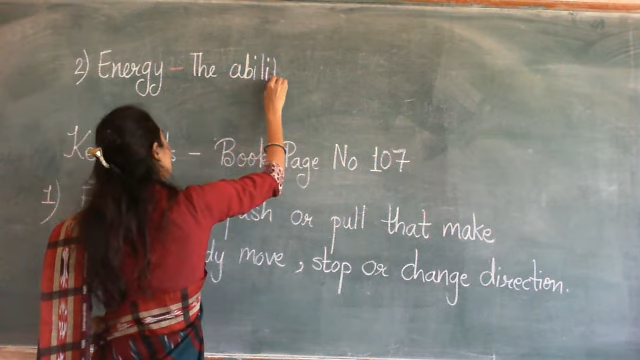 2) Energy – The abili
– Book Page No 107
1) push or pull that make
move , stop or change direction.